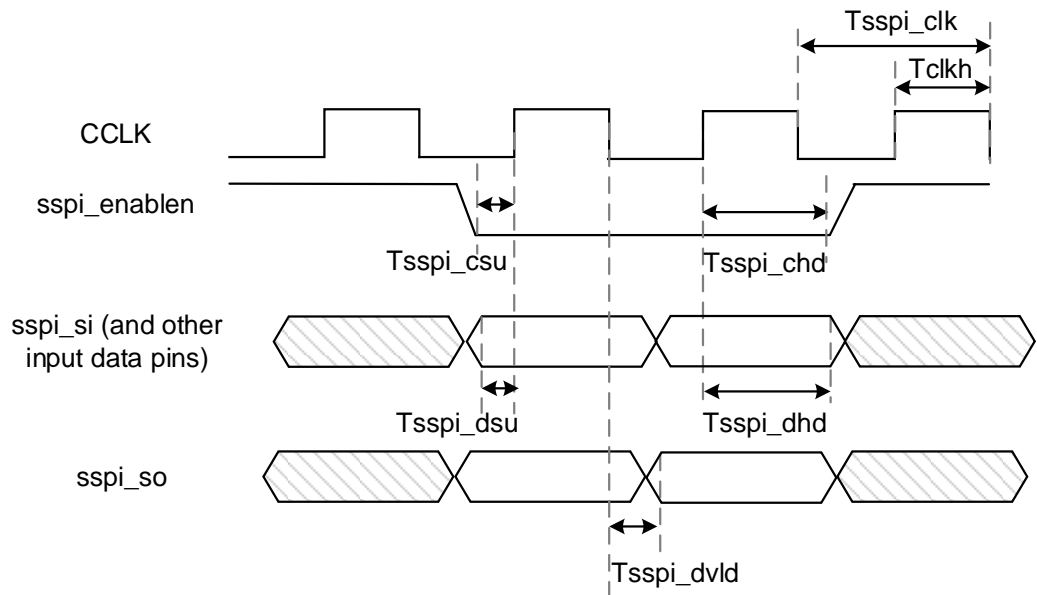 Tsspi_clk
Tclkh
CCLK
sspi_enablen
Tsspi_csu
Tsspi_chd
sspi_si (and other
input data pins)
Tsspi_dsu
Tsspi_dhd
sspi_so
Tsspi_dvld